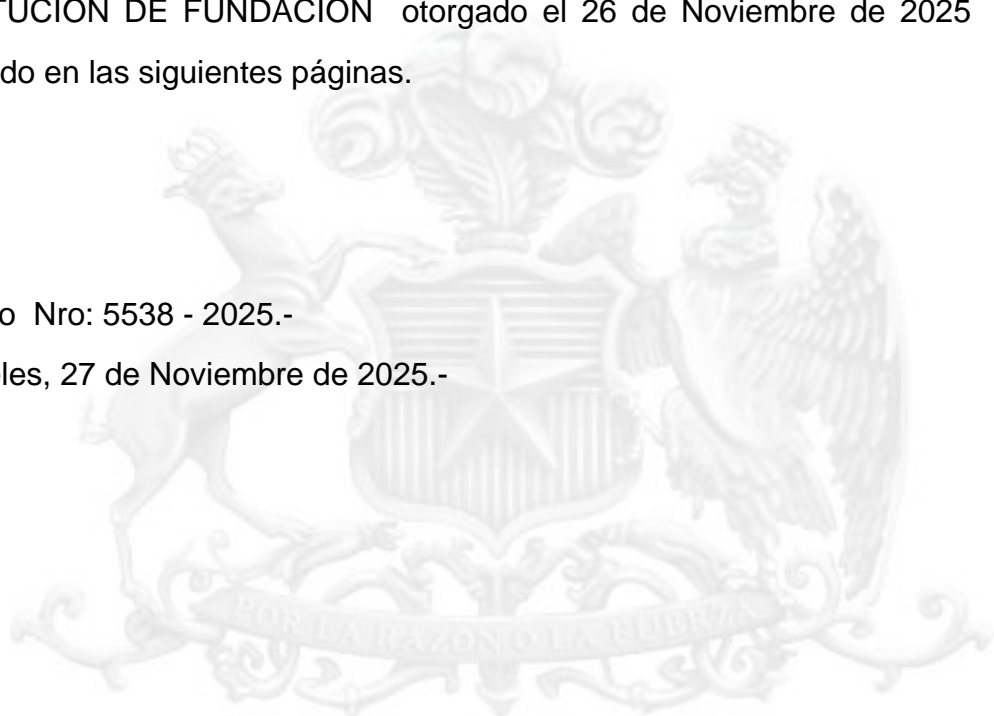 TUCION DE FUNDACION otorgado el 26 de Noviembre de 2025
do en las siguientes páginas.
o Nro: 5538 - 2025.-
les, 27 de Noviembre de 2025.-
POR LA RAZON O LA FUERZA